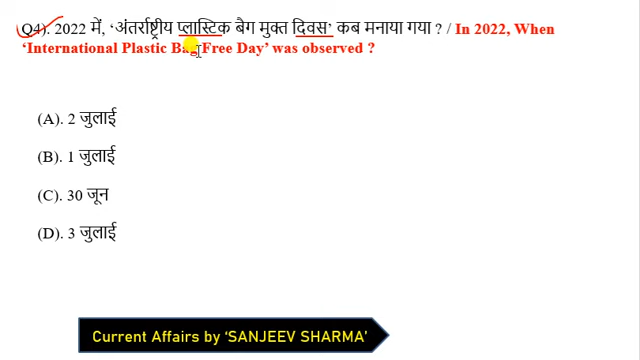 Q4). 2022 में, ‘अंतर्राष्ट्रीय प्लास्टिक बैग मुक्त दिवस’ कब मनाया गया ? / In 2022, When
‘International Plastic Bag Free Day’ was observed ?
(A). 2 जुलाई
(B). 1 जुलाई
(C). 30 जून
(D). 3 जुलाई
Current Affairs by ‘SANJEEV SHARMA’